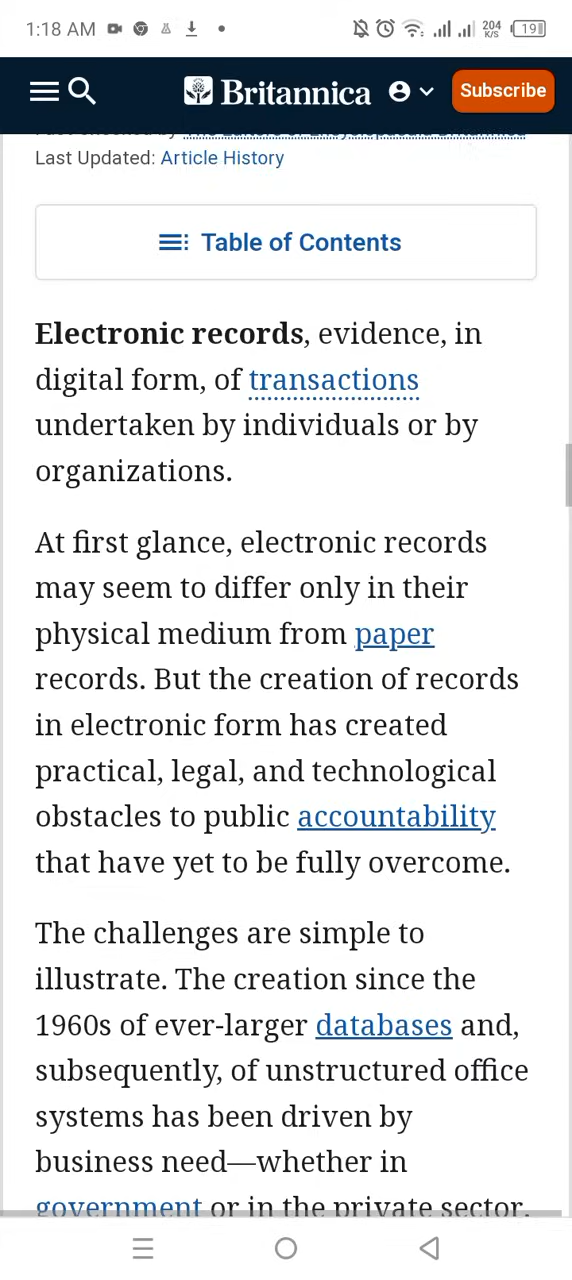 1:18 AM 204 K/S 19
Britannica Subscribe
Last Updated: Article History
Table of Contents
Electronic records, evidence, in
digital form, of transactions
undertaken by individuals or by
organizations.
At first glance, electronic records
may seem to differ only in their
physical medium from paper
records. But the creation of records
in electronic form has created
practical, legal, and technological
obstacles to public accountability
that have yet to be fully overcome.
The challenges are simple to
illustrate. The creation since the
1960s of ever-larger databases and,
subsequently, of unstructured office
systems has been driven by
business need—whether in
government or in the private sector.